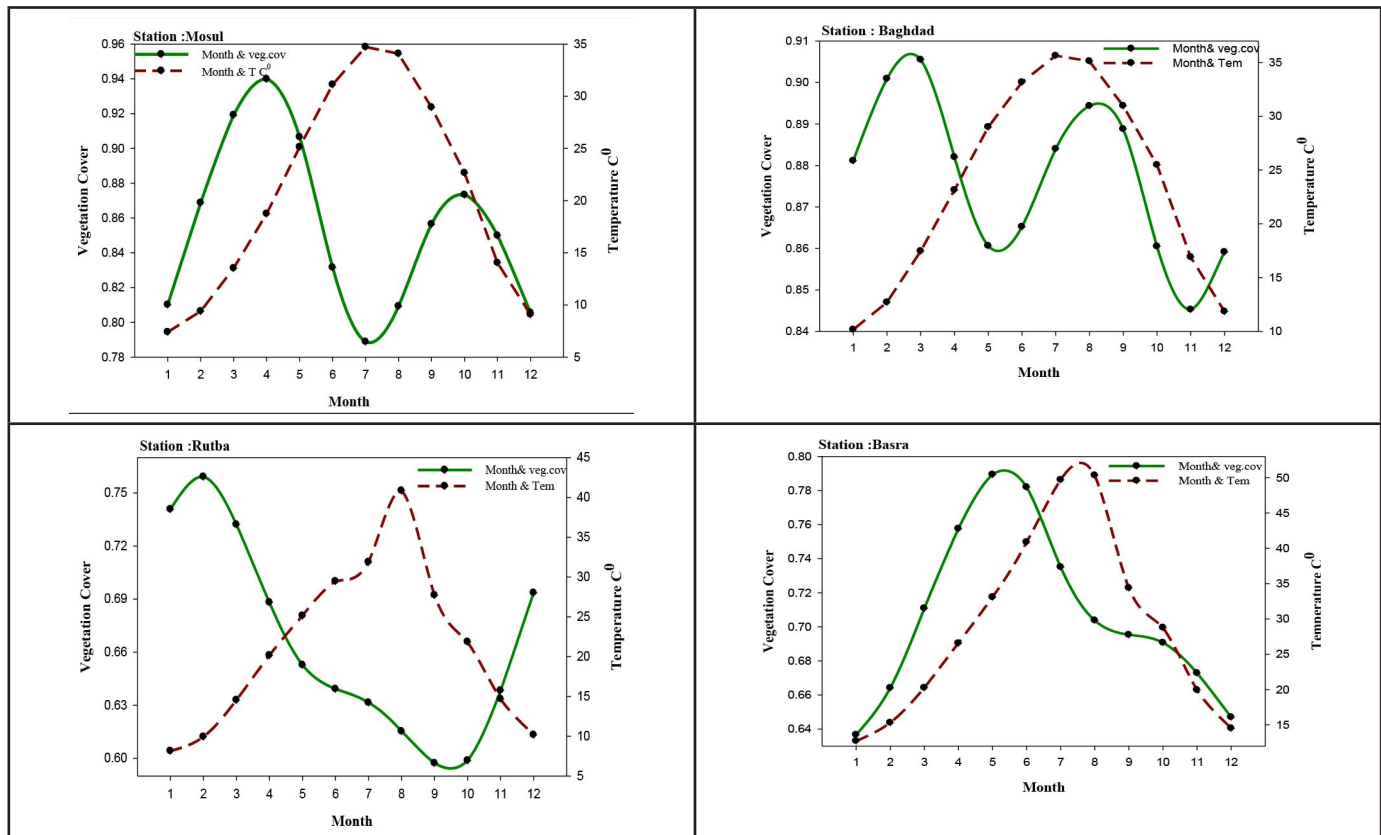 Station :Mosul
Month & veg.cov
Month & T C⁰
0.96
0.94
0.92
0.90
0.88
0.86
0.84
0.82
0.80
0.78
Vegetation Cover
35
30
25
20
15
10
5
Temperature C⁰
1 2 3 4 5 6 7 8 9 10 11 12
Month
Station : Baghdad
Month& veg.cov
Month& Tem
0.91
0.90
0.89
0.88
0.87
0.86
0.85
0.84
Vegetation Cover
35
30
25
20
15
10
Temperature C⁰
1 2 3 4 5 6 7 8 9 10 11 12
Month
Station :Rutba
Month& veg.cov
Month & Tem
0.75
0.72
0.69
0.66
0.63
0.60
Vegetation Cover
45
40
35
30
25
20
15
10
5
Temperature C⁰
1 2 3 4 5 6 7 8 9 10 11 12
Month
Station :Basra
Month & veg.cov
Month & Tem
0.80
0.78
0.76
0.74
0.72
0.70
0.68
0.66
0.64
Vegetation Cover
50
45
40
35
30
25
20
15
Temnerature C⁰
1 2 3 4 5 6 7 8 9 10 11 12
Month